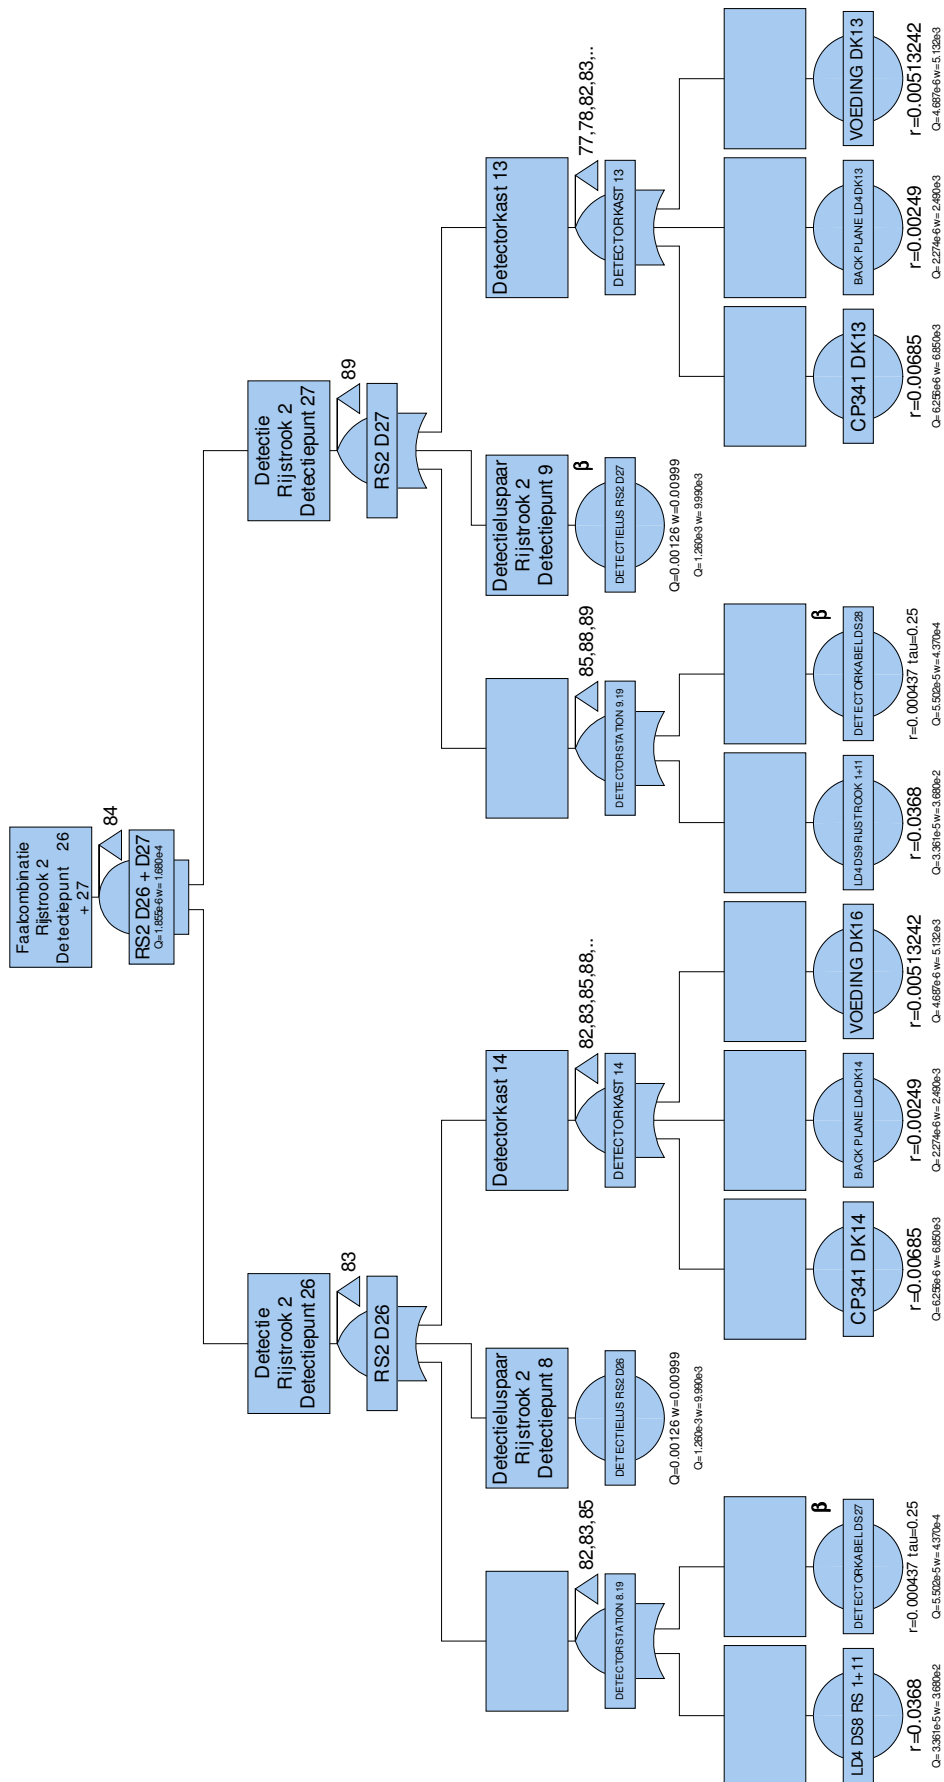 Faalcombinatie
Rijstrook 2
Detectiepunt 26
+ 27
84
RS2 D26 + D27
Q=1.855e-6 w=1.680e-4
Detectie
Rijstrook 2
Detectiepunt 26
83
RS2 D26
Detectie
Rijstrook 2
Detectiepunt 27
89
RS2 D27
82,83,85
DETECTORSTATION 8.19
Detectieluspaar
Rijstrook 2
Detectiepunt 8
DETECTIELUS RS2 D26
Q=0.00126 w=0.00999
Q=1.260e-3 w=9.990e-3
Detectorkast 14
82,83,85,88,..
DETECTORKAST 14
85,88,89
DETECTORSTATION 9.19
Detectieluspaar
Rijstrook 2
Detectiepunt 9
β
DETECTIELUS RS2 D27
Q=0.00126 w=0.00999
Q=1.260e-3 w=9.990e-3
Detectorkast 13
77,78,82,83,..
DETECTORKAST 13
LD4 DS8 RS 1+11
r=0.0368
Q=3.361e-5 w=3.680e-2
β
DETECTORKABEL DS27
r=0.000437 tau=0.25
Q=5.502e-5 w=4.370e-4
CP341 DK14
r=0.00685
Q=6.256e-6 w=6.850e-3
BACK PLANE LD4 DK14
r=0.00249
Q=2.274e-6 w=2.490e-3
VOEDING DK16
r=0.00513242
Q=4.687e-6 w=5.132e-3
LD4 DS9 RIJSTROOK 1+11
r=0.0368
Q=3.361e-5 w=3.680e-2
β
DETECTORKABEL DS28
r=0.000437 tau=0.25
Q=5.502e-5 w=4.370e-4
CP341 DK13
r=0.00685
Q=6.256e-6 w=6.850e-3
BACK PLANE LD4 DK13
r=0.00249
Q=2.274e-6 w=2.490e-3
VOEDING DK13
r=0.00513242
Q=4.687e-6 w=5.132e-3